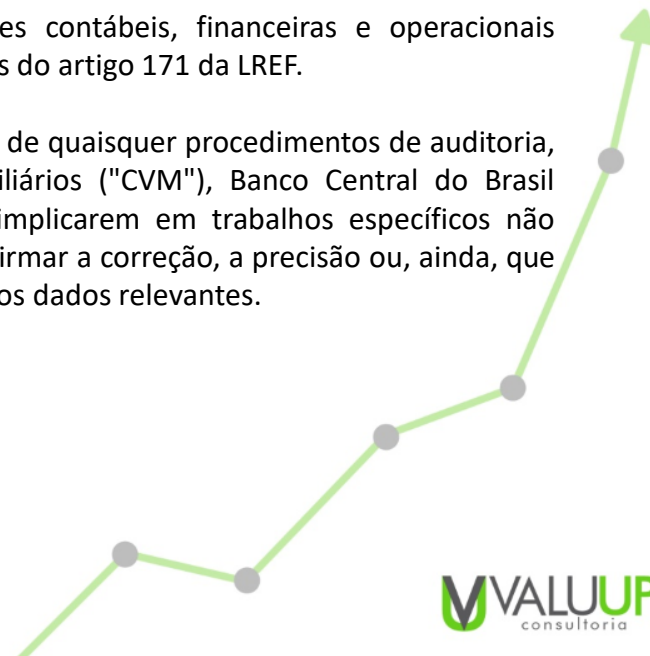 es contábeis, financeiras e operacionais
s do artigo 171 da LREF.
de quaisquer procedimentos de auditoria,
iliários ("CVM"), Banco Central do Brasil
implicarem em trabalhos específicos não
irmar a correção, a precisão ou, ainda, que
os dados relevantes.
VALUUP
consultoria